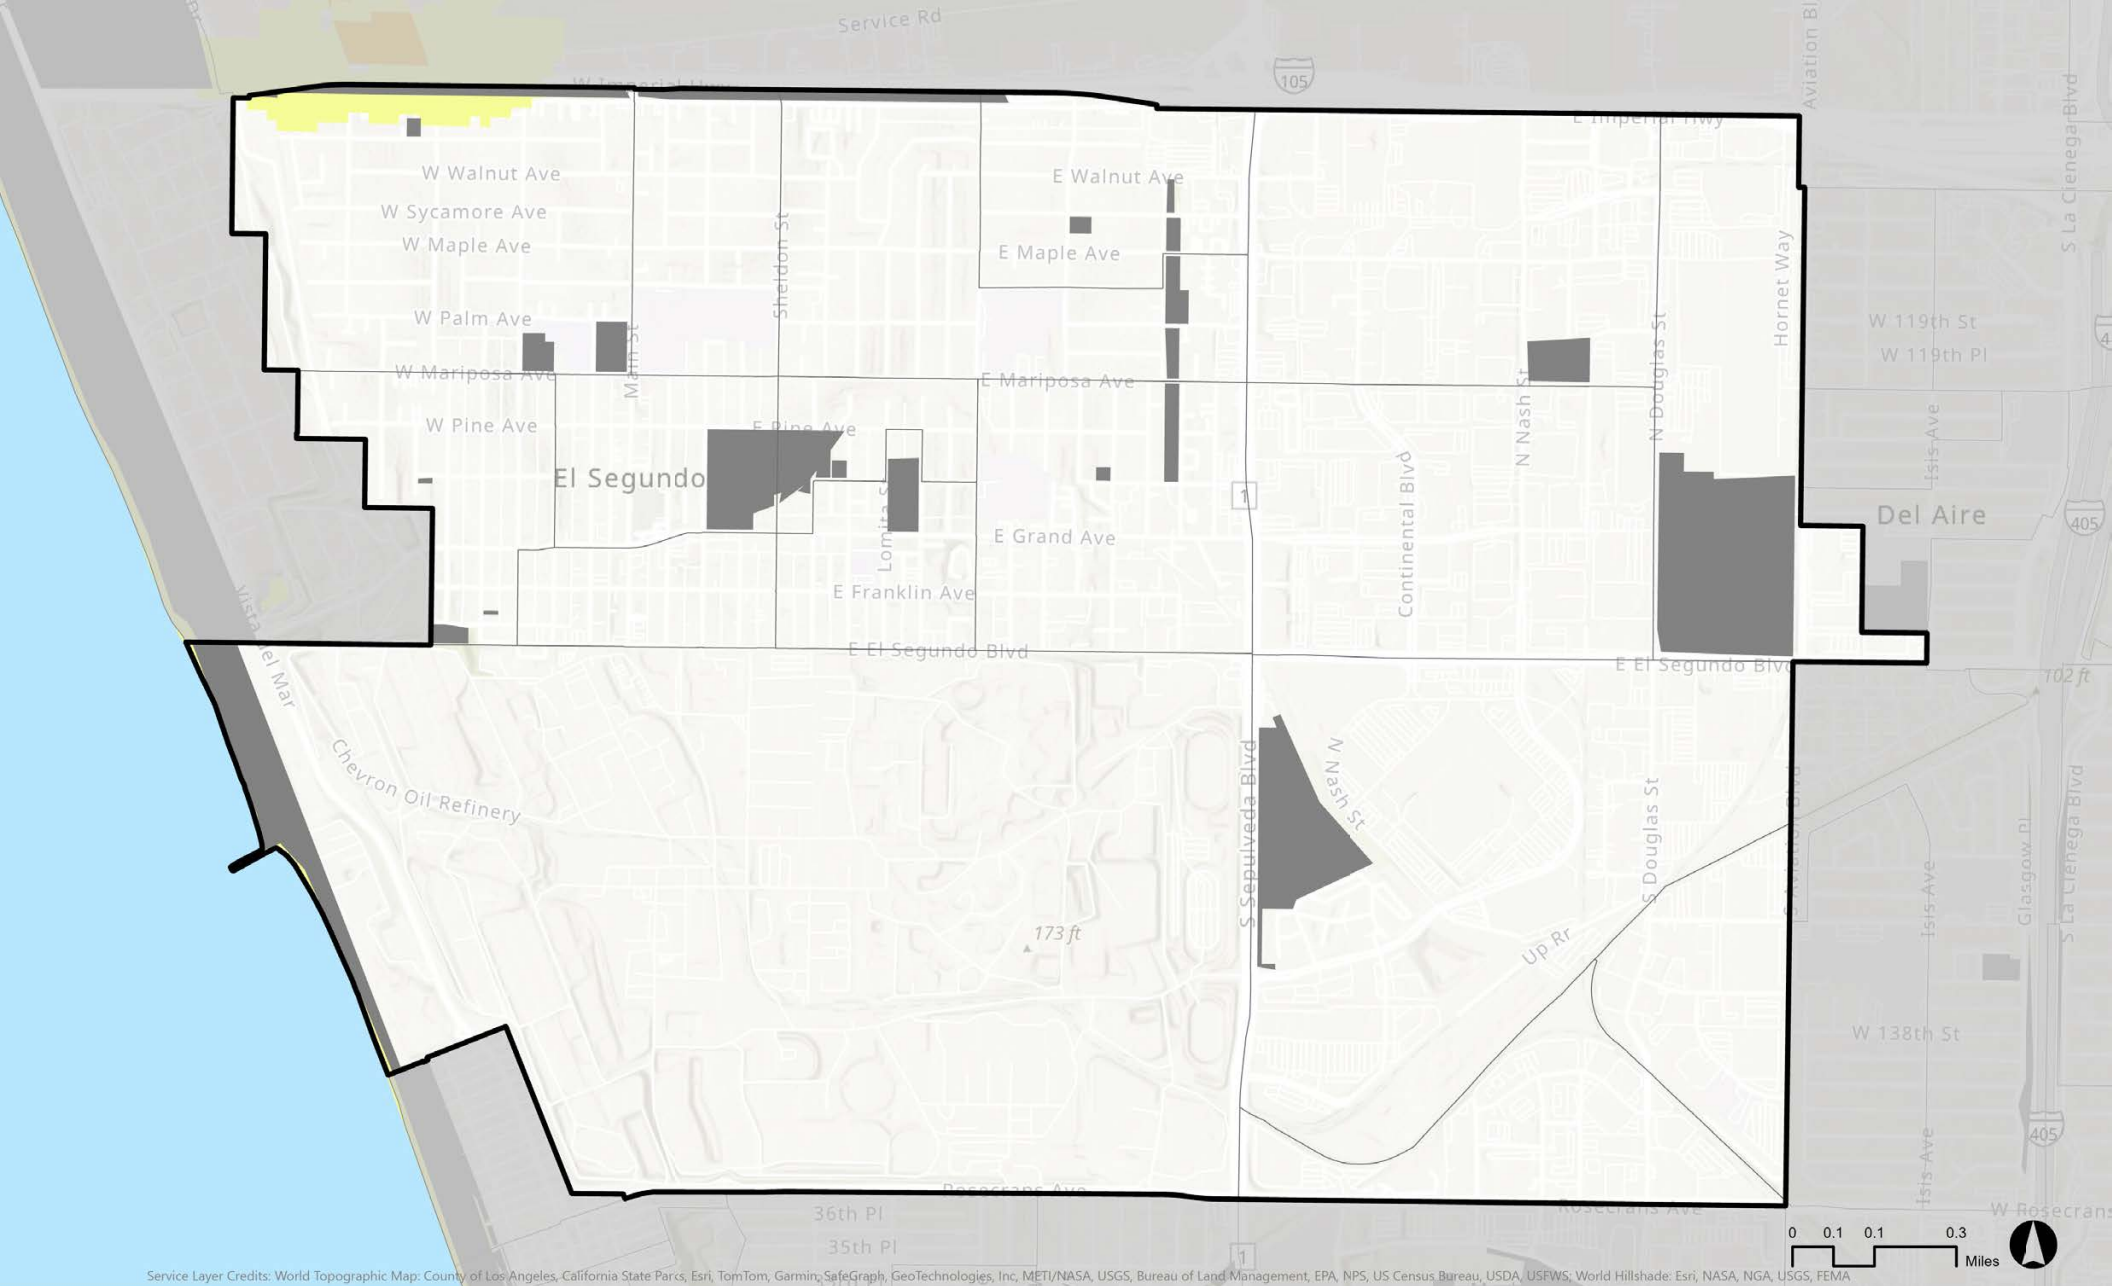 Service Rd
W Imperial Hwy
105
Aviation Bl
S La Cienega Blvd
E Imperial Hwy
W Walnut Ave
E Walnut Ave
W Sycamore Ave
Sheldon St
W Maple Ave
E Maple Ave
Hornet Way
W Palm Ave
W 119th St
W 119th Pl
Main St
W Mariposa Ave
E Mariposa Ave
N Nash St
N Douglas St
W Pine Ave
E Pine Ave
Isis Ave
El Segundo
Continental Blvd
1
Del Aire
405
Lomita S
E Grand Ave
E Franklin Ave
E El Segundo Blvd
E El Segundo Blvd
Vista del Mar
102 ft
Chevron Oil Refinery
S Sepulveda Blvd
N Nash St
S Douglas St
S Aviation Blvd
Isis Ave
Glasgow Pl
S La Cienega Blvd
173 ft
Up Rr
W 138th St
405
Isis Ave
Rosecrans Ave
Rosecrans Ave
W Rosecrans
36th Pl
35th Pl
1
0 0.1 0.1 0.3
Miles
Service Layer Credits: World Topographic Map: County of Los Angeles, California State Parcs, Esri, TomTom, Garmin, SafeGraph, GeoTechnologies, Inc, METI/NASA, USGS, Bureau of Land Management, EPA, NPS, US Census Bureau, USDA, USFWS; World Hillshade: Esri, NASA, NGA, USGS, FEMA